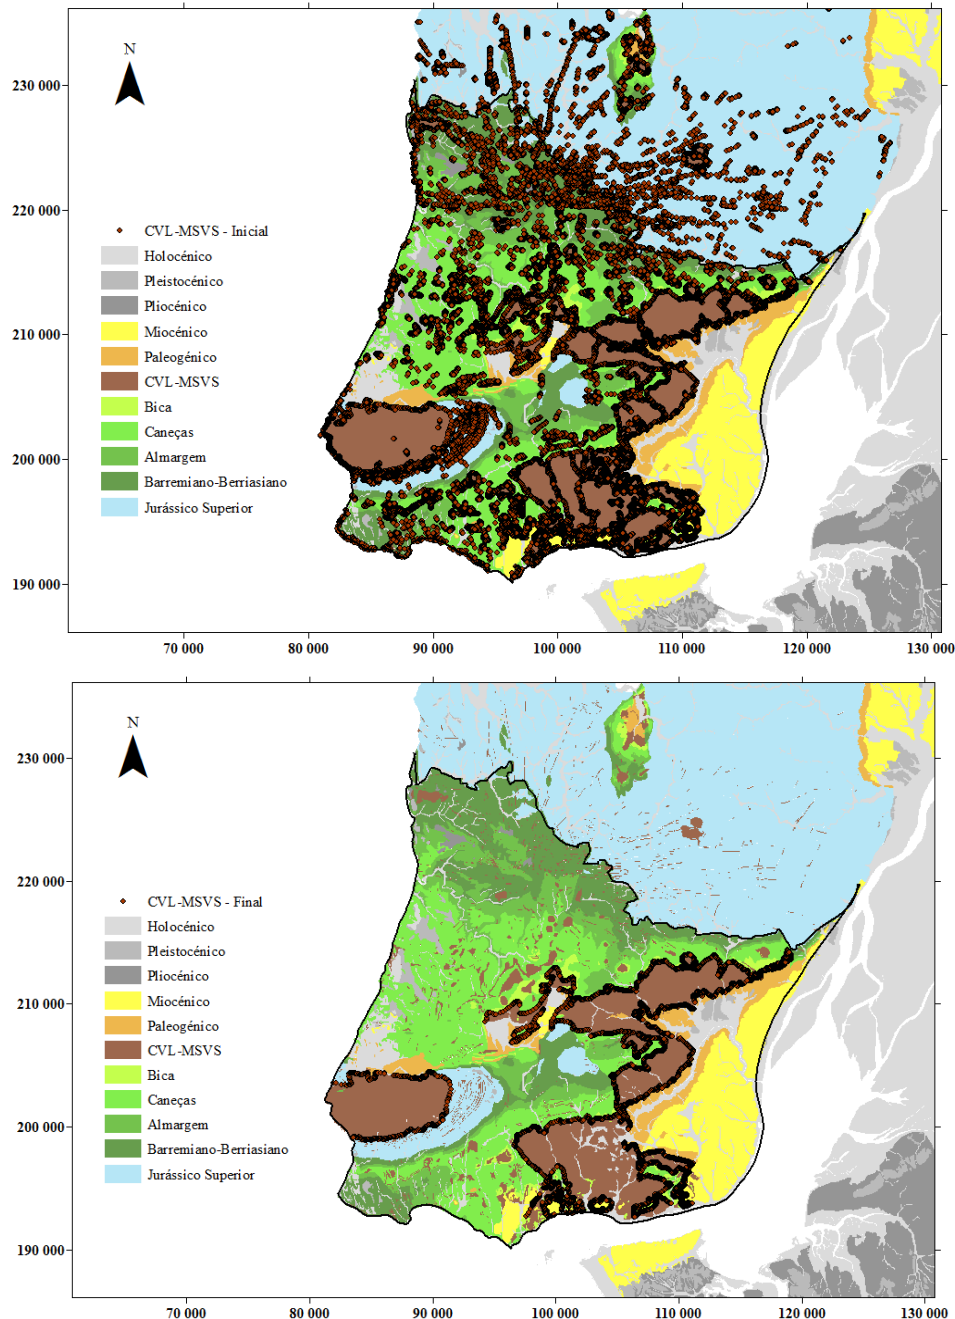 N
230 000
220 000
210 000
200 000
190 000
CVL-MSVS - Inicial
Holocénico
Pleistocénico
Pliocénico
Miocénico
Paleogénico
CVL-MSVS
Bica
Caneças
Almargem
Barremiano-Berriasiano
Jurássico Superior
70 000 80 000 90 000 100 000 110 000 120 000 130 000
N
230 000
220 000
210 000
200 000
190 000
CVL-MSVS - Final
Holocénico
Pleistocénico
Pliocénico
Miocénico
Paleogénico
CVL-MSVS
Bica
Caneças
Almargem
Barremiano-Berriasiano
Jurássico Superior
70 000 80 000 90 000 100 000 110 000 120 000 130 000